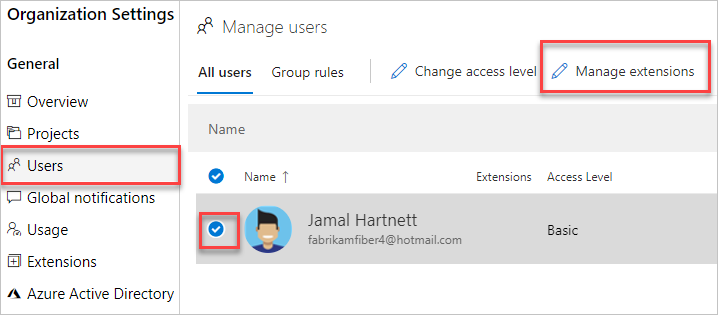 Organization Settings
General
Overview
Projects
Users
Global notifications
Usage
Extensions
Azure Active Directory
Manage users
All users Group rules Change access level Manage extensions
Name
Name ↑ Extensions Access Level
Jamal Hartnett
fabrikamfiber4@hotmail.com
Basic